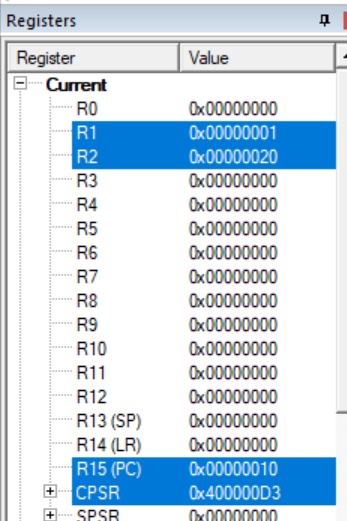 Registers
Register Value
Current
R0 0x00000000
R1 0x00000001
R2 0x00000020
R3 0x00000000
R4 0x00000000
R5 0x00000000
R6 0x00000000
R7 0x00000000
R8 0x00000000
R9 0x00000000
R10 0x00000000
R11 0x00000000
R12 0x00000000
R13 (SP) 0x00000000
R14 (LR) 0x00000000
R15 (PC) 0x00000010
CPSR 0x400000D3
SPSR 0x00000000